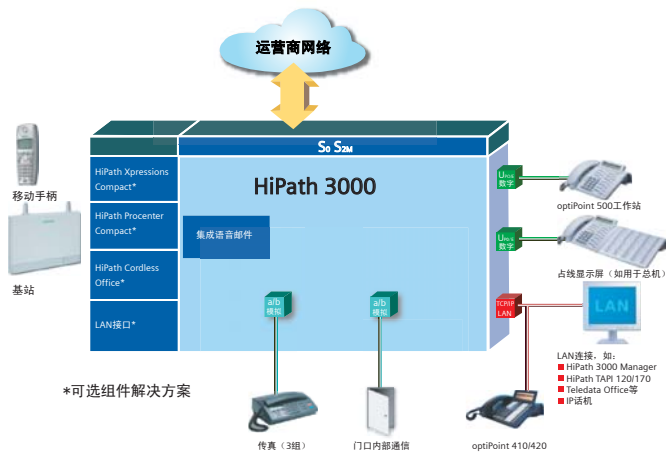 运营商网络
S₀ S₂ₘ
HiPath Xpressions
Compact*
HiPath 3000
HiPath Procenter
Compact*
集成语音邮件
HiPath Cordless
Office*
LAN接口*
移动手柄
基站
a/b
模拟
a/b
模拟
数字
optiPoint 500工作站
数字
占线显示屏（如用于总机）
TCP/IP
LAN
LAN
LAN连接，如：
HiPath 3000 Manager
HiPath TAPI 120/170
Teledata Office等
IP话机
*可选组件解决方案
传真（3组）
门口内部通信
optiPoint 410/420